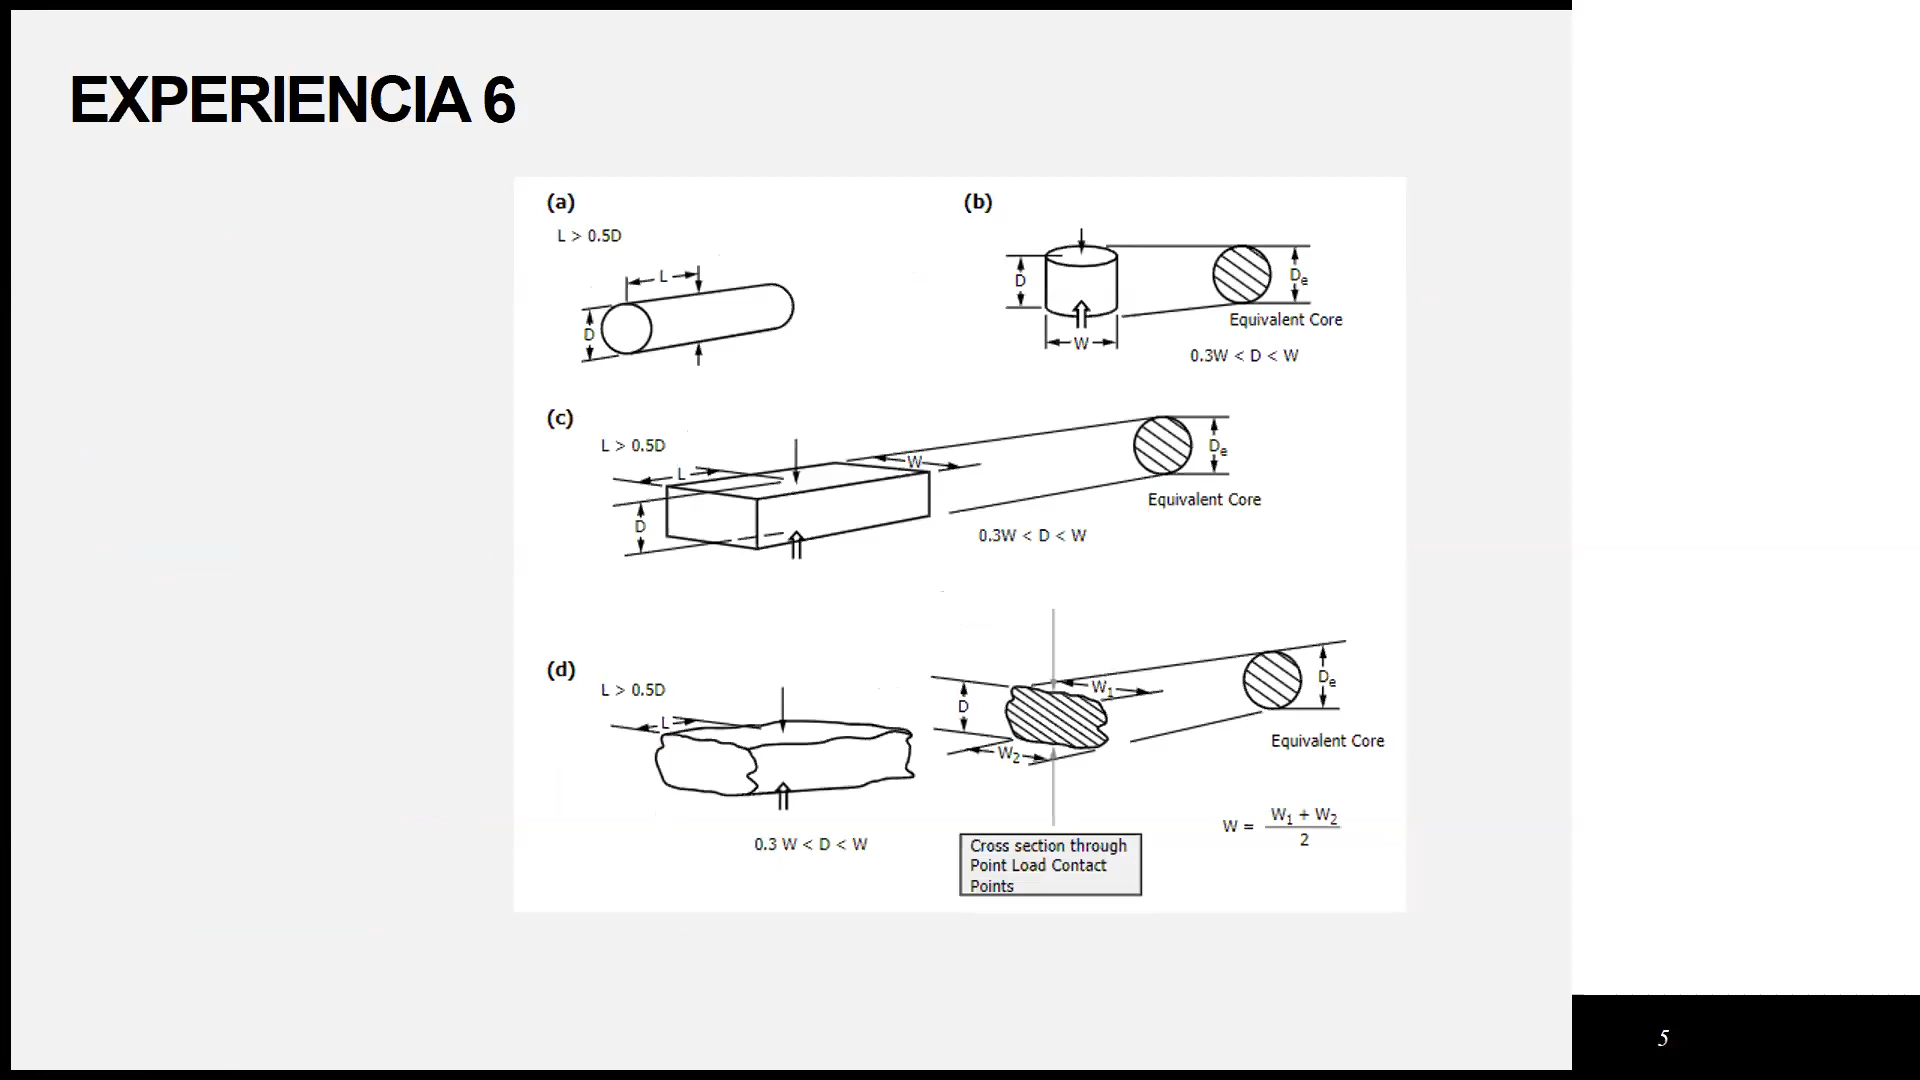 EXPERIENCIA 6
(a)
L > 0.5D
L
D
(b)
D
W
De
Equivalent Core
0.3W < D < W
(c)
L > 0.5D
L
W
D
De
Equivalent Core
0.3W < D < W
(d)
L > 0.5D
L
0.3 W < D < W
D
W1
W2
De
Equivalent Core
W = W1 + W2
2
Cross section through
Point Load Contact
Points
5